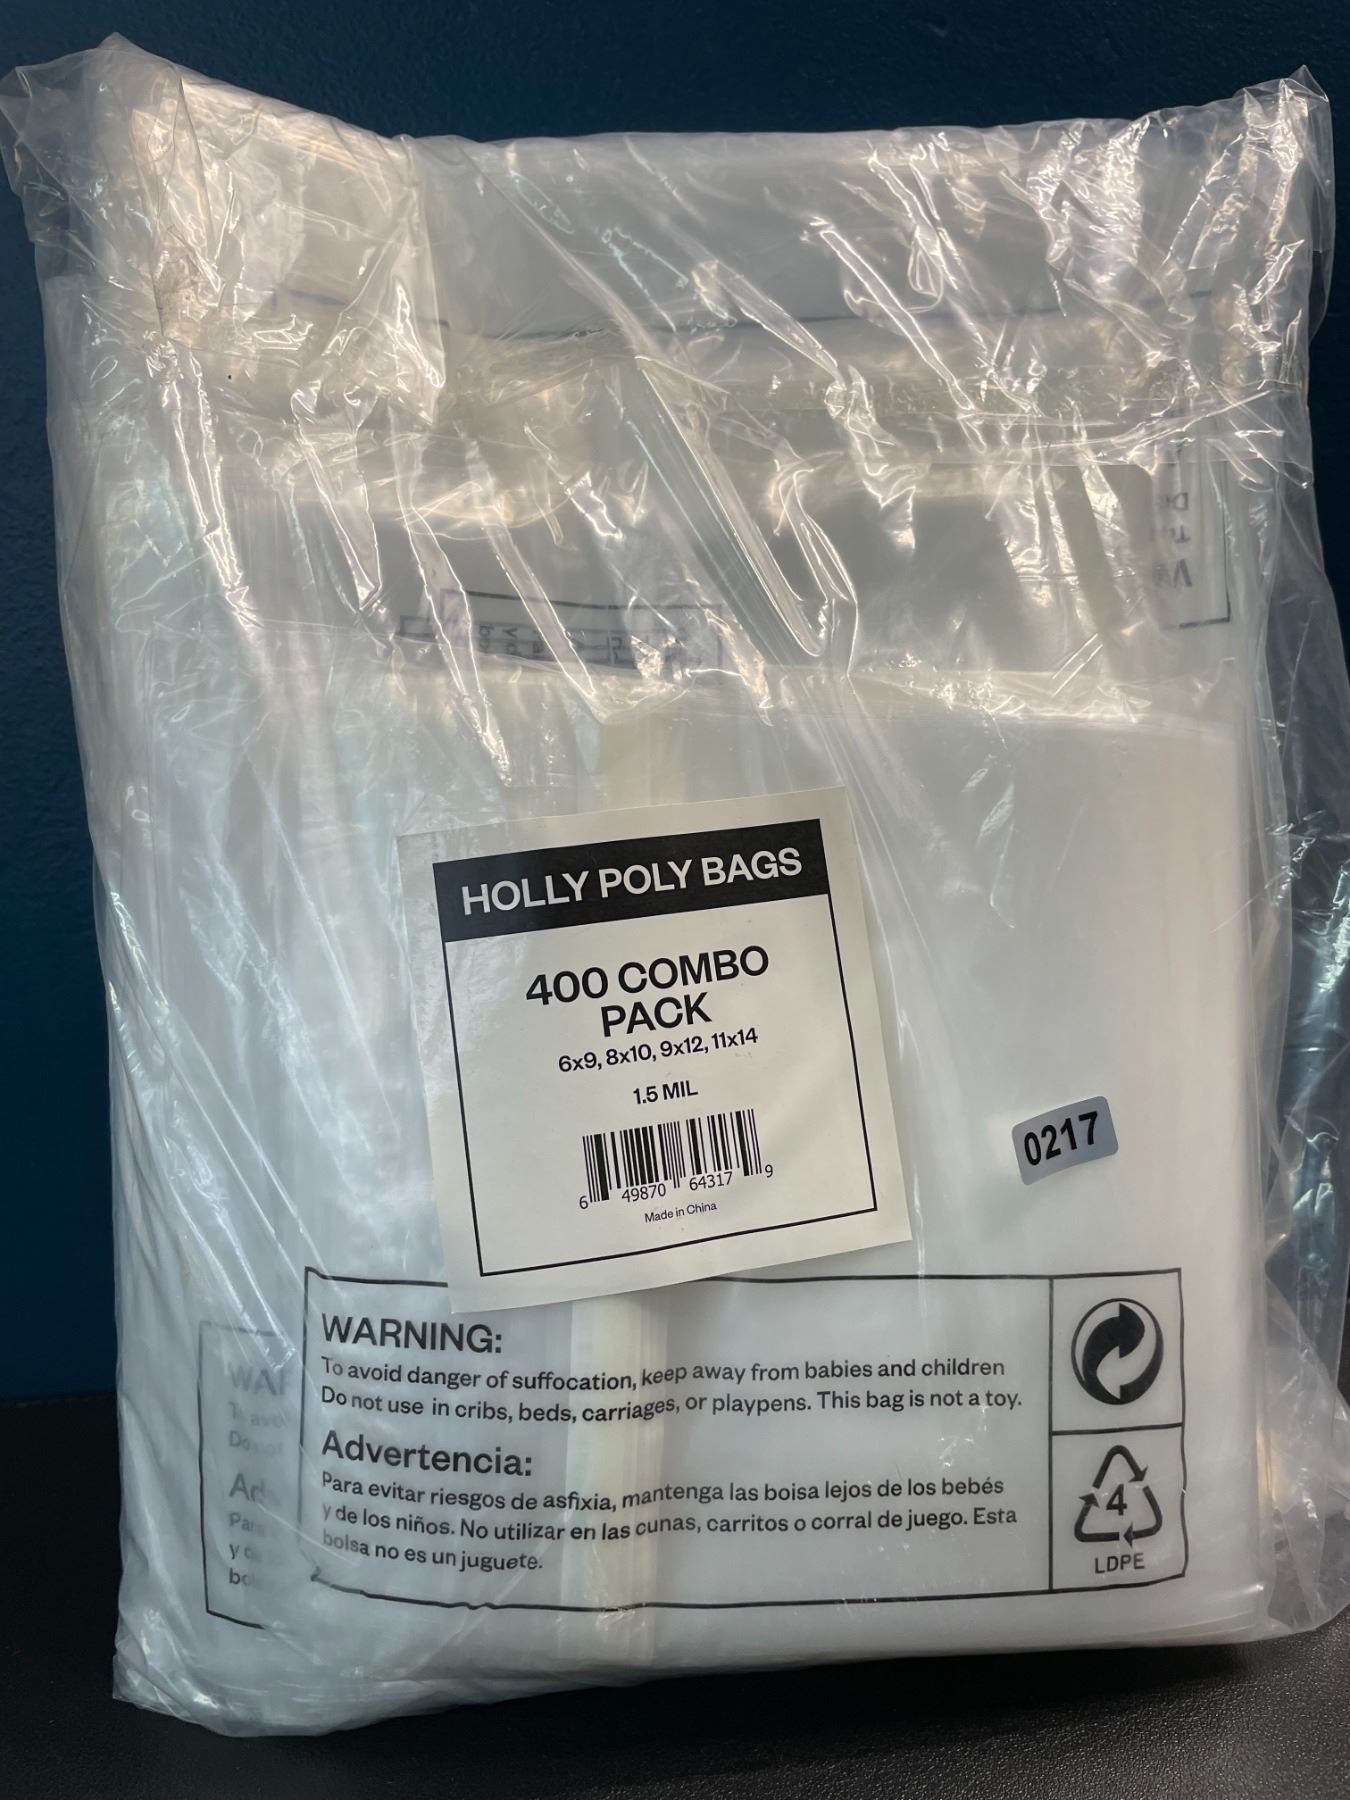 HOLLY POLY BAGS
400 COMBO
PACK
6x9, 8x10, 9x12, 11x14
1.5 MIL
6 49870 64317 9
Made in China
0217
WARNING:
To avoid danger of suffocation, keep away from babies and children
Do not use in cribs, beds, carriages, or playpens. This bag is not a toy.
Advertencia:
Para evitar riesgos de asfixia, mantenga las bolsa lejos de los bebés
y de los niños. No utilizar en las cunas, carritos o corral de juego. Esta
bolsa no es un juguete.
4
LDPE